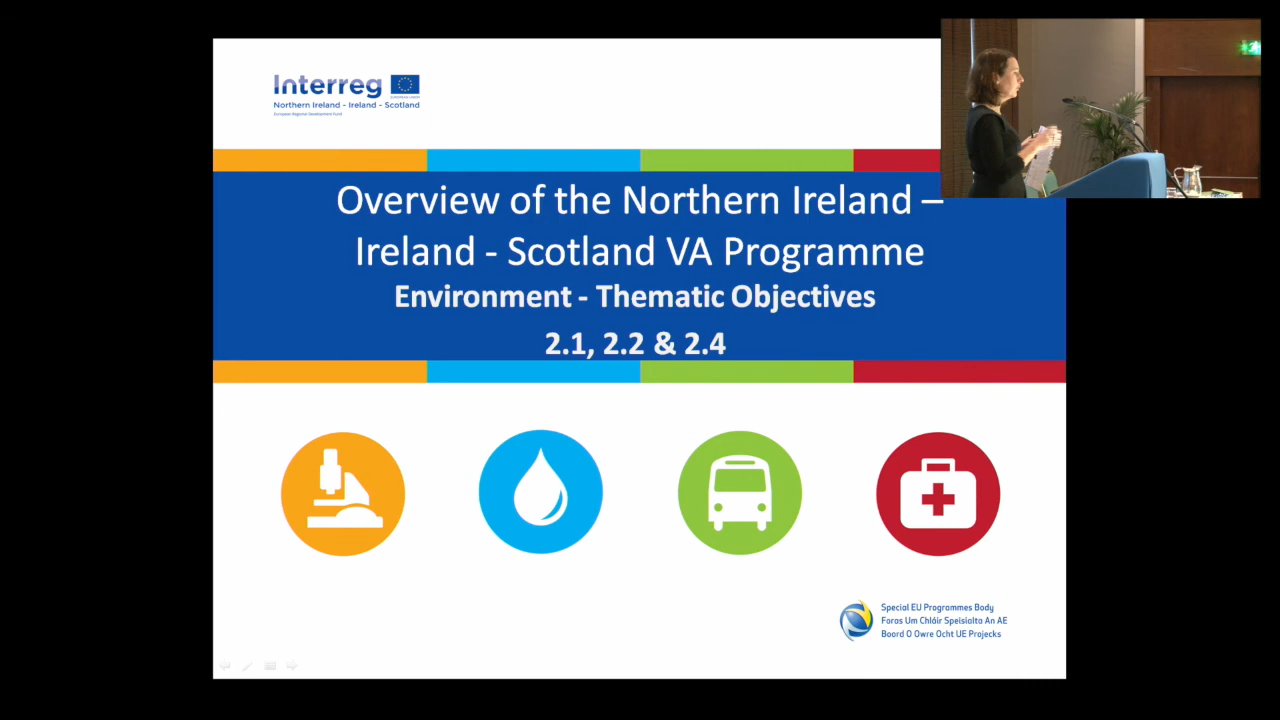 Interreg
EUROPEAN UNION
Northern Ireland - Ireland - Scotland
European Regional Development Fund
Overview of the Northern Ireland –
Ireland - Scotland VA Programme
Environment - Thematic Objectives
2.1, 2.2 & 2.4
Special EU Programmes Body
Foras Um Chláir Speisialta An AE
Boord O Owre Ocht UE Projecks